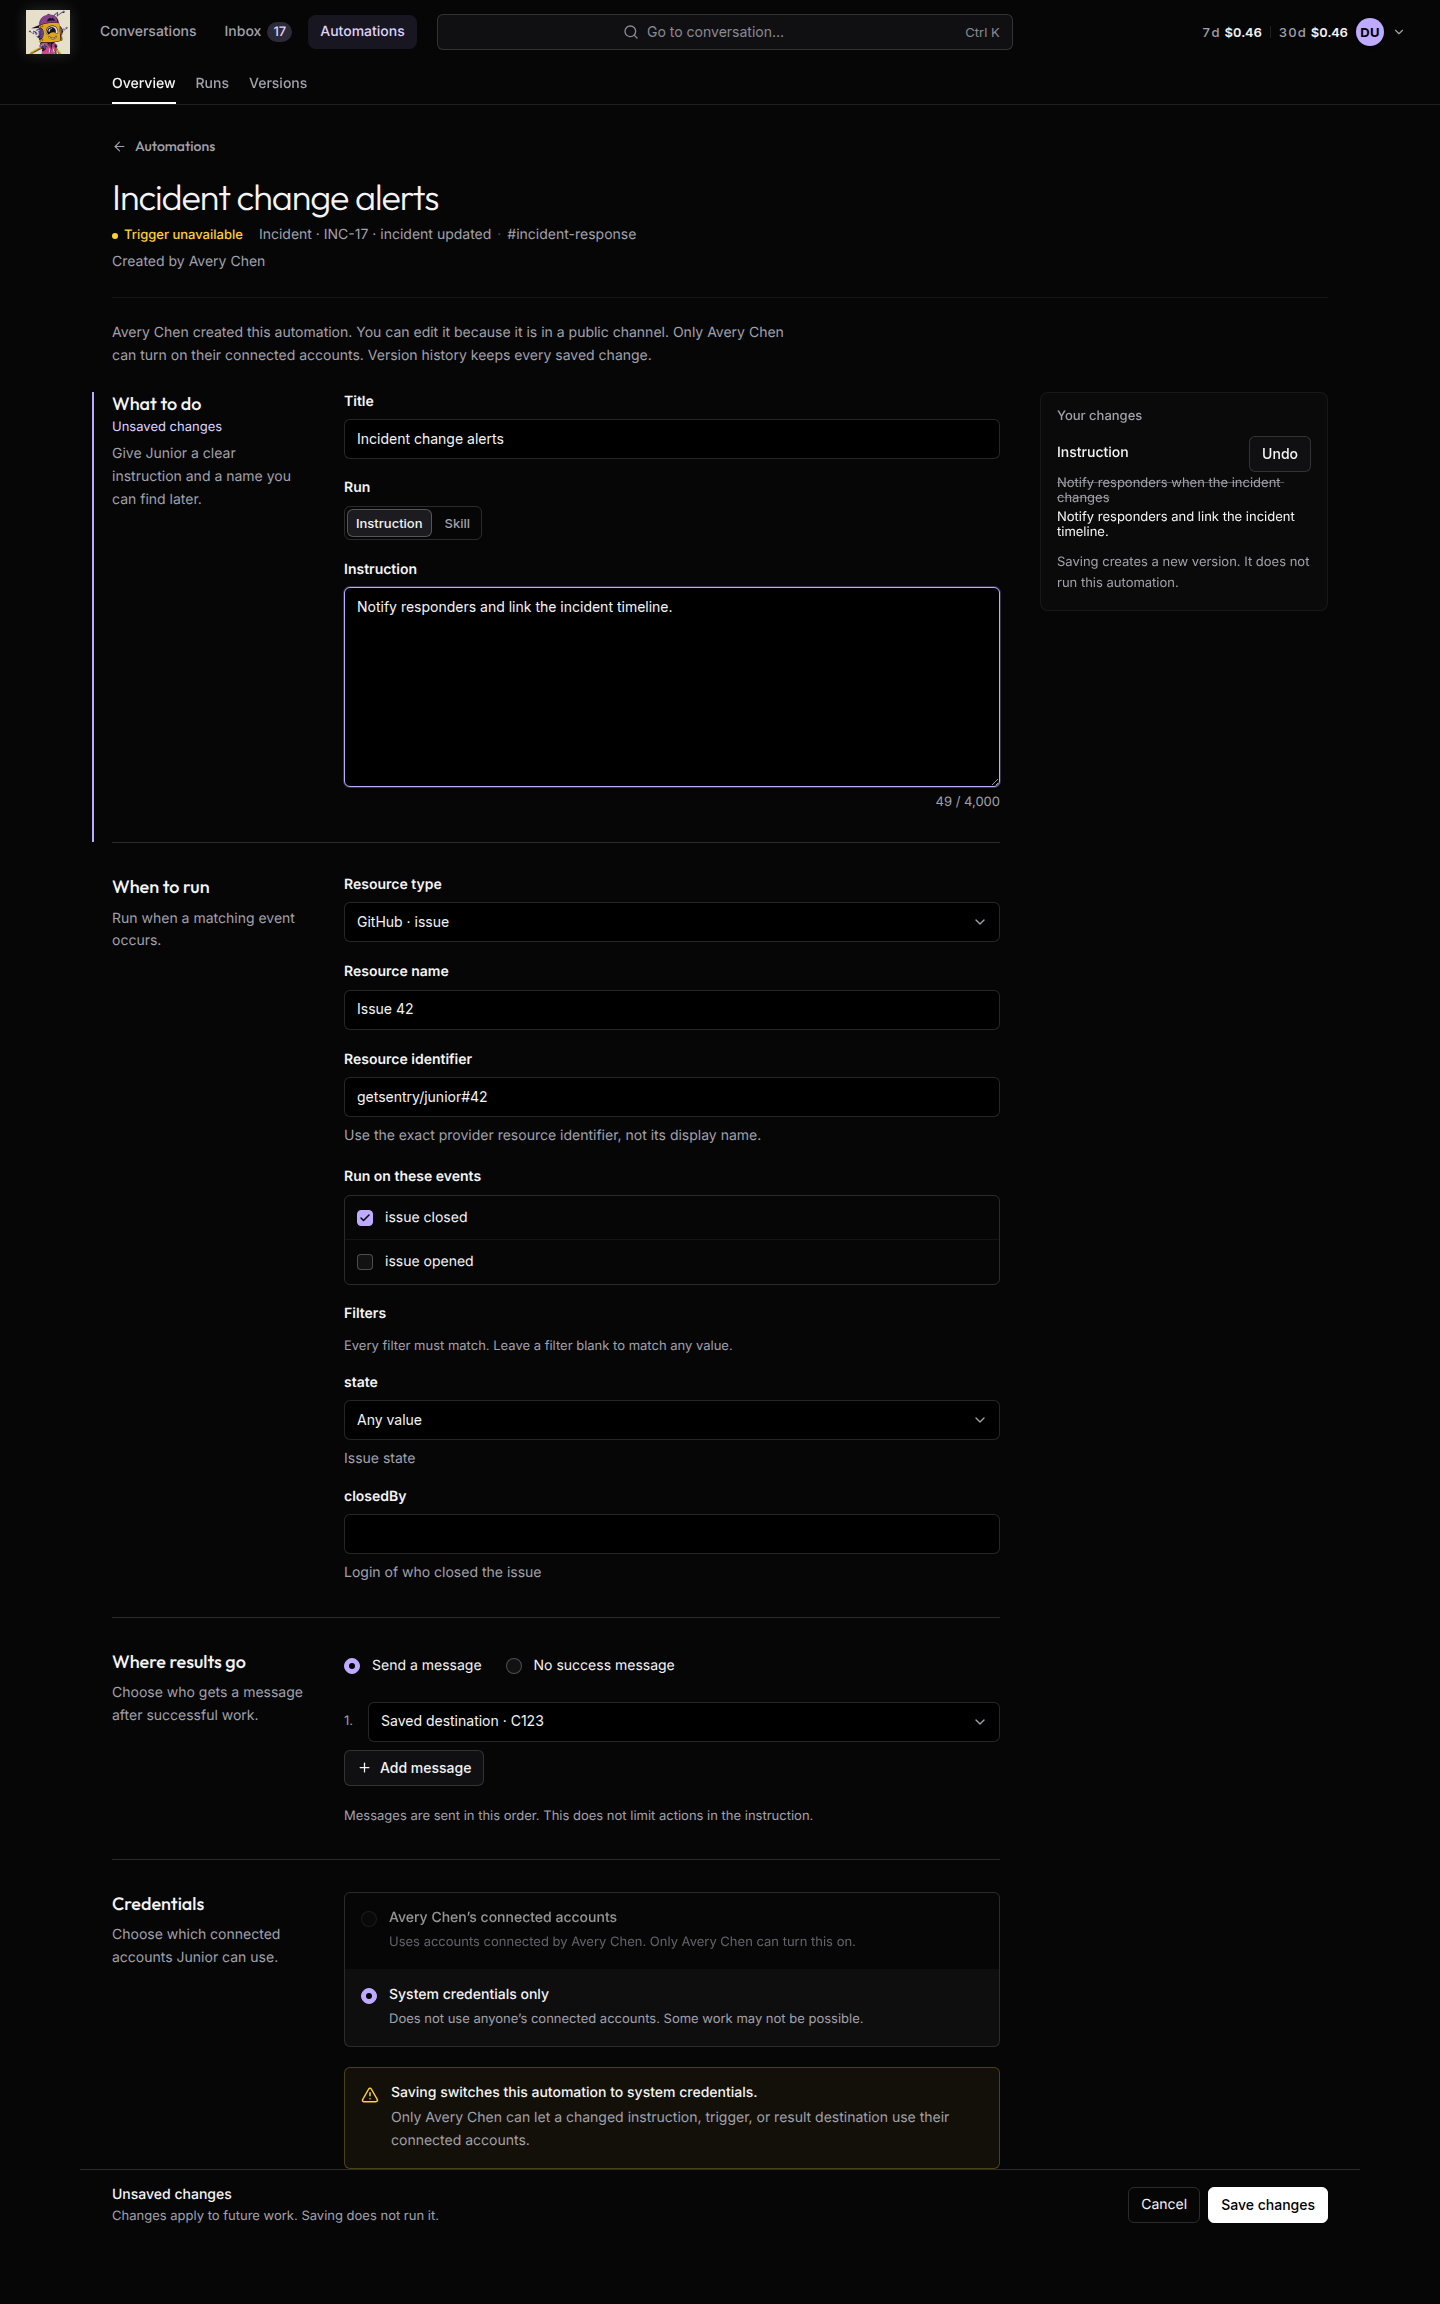 Conversations
Inbox 17
Automations
Go to conversation...
Ctrl K
7d $0.46
30d $0.46
DU
Overview
Runs
Versions
Automations
Incident change alerts
Trigger unavailable
Incident · INC-17 · incident updated · #incident-response
Created by Avery Chen
Avery Chen created this automation. You can edit it because it is in a public channel. Only Avery Chen
can turn on their connected accounts. Version history keeps every saved change.
What to do
Unsaved changes
Give Junior a clear
instruction and a name you
can find later.
Title
Incident change alerts
Run
Instruction
Skill
Instruction
Notify responders and link the incident timeline.
49 / 4,000
Your changes
Instruction
Undo
Notify responders when the incident
changes
Notify responders and link the incident
timeline.
Saving creates a new version. It does not
run this automation.
When to run
Run when a matching event
occurs.
Resource type
GitHub · issue
Resource name
Issue 42
Resource identifier
getsentry/junior#42
Use the exact provider resource identifier, not its display name.
Run on these events
issue closed
issue opened
Filters
Every filter must match. Leave a filter blank to match any value.
state
Any value
Issue state
closedBy
Login of who closed the issue
Where results go
Choose who gets a message
after successful work.
Send a message
No success message
1.
Saved destination · C123
Add message
Messages are sent in this order. This does not limit actions in the instruction.
Credentials
Choose which connected
accounts Junior can use.
Avery Chen’s connected accounts
Uses accounts connected by Avery Chen. Only Avery Chen can turn this on.
System credentials only
Does not use anyone’s connected accounts. Some work may not be possible.
Saving switches this automation to system credentials.
Only Avery Chen can let a changed instruction, trigger, or result destination use their
connected accounts.
Unsaved changes
Changes apply to future work. Saving does not run it.
Cancel
Save changes